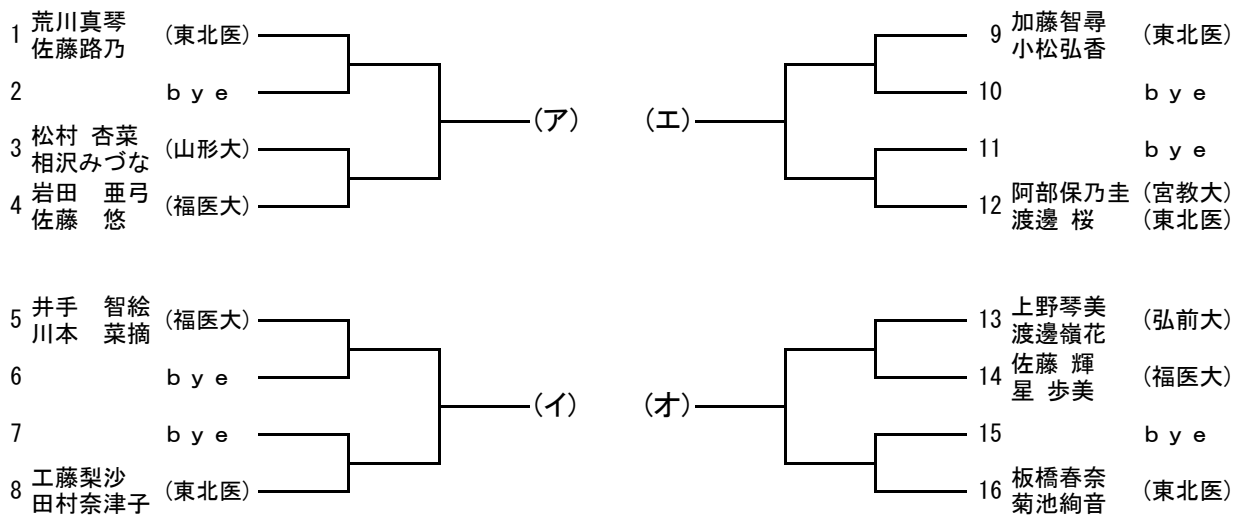 1 荒川真琴
佐藤路乃 (東北医)
2 ｂｙｅ
3 松村 杏菜
相沢みづな (山形大)
4 岩田　亜弓
佐藤　悠 (福医大)
(ア)
5 井手　智絵
川本　菜摘 (福医大)
6 ｂｙｅ
7 ｂｙｅ
8 工藤梨沙
田村奈津子 (東北医)
(イ)
9 加藤智尋
小松弘香 (東北医)
10 ｂｙｅ
11 ｂｙｅ
12 阿部保乃圭 (宮教大)
渡邊 桜 (東北医)
(エ)
13 上野琴美
渡邊嶺花 (弘前大)
14 佐藤 輝
星 歩美 (福医大)
15 ｂｙｅ
16 板橋春奈
菊池絢音 (東北医)
(オ)